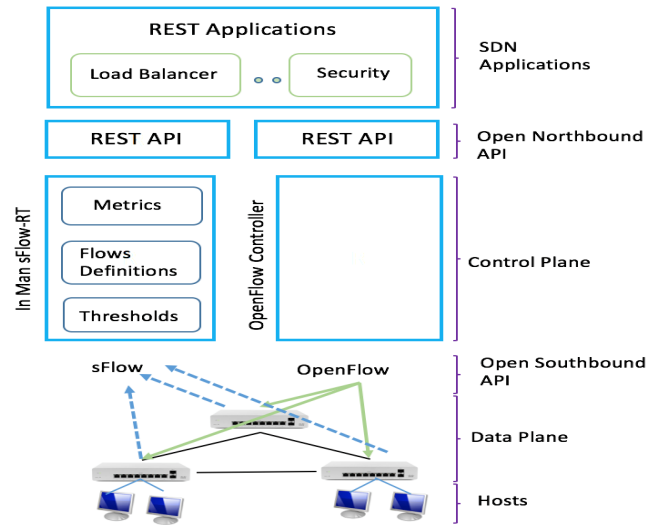 REST Applications
Load Balancer
Security
SDN
Applications
REST API
REST API
Open Northbound
API
In Man sFlow-RT
Metrics
Flows
Definitions
Thresholds
OpenFlow Controller
Control Plane
sFlow
OpenFlow
Open Southbound
API
Data Plane
Hosts